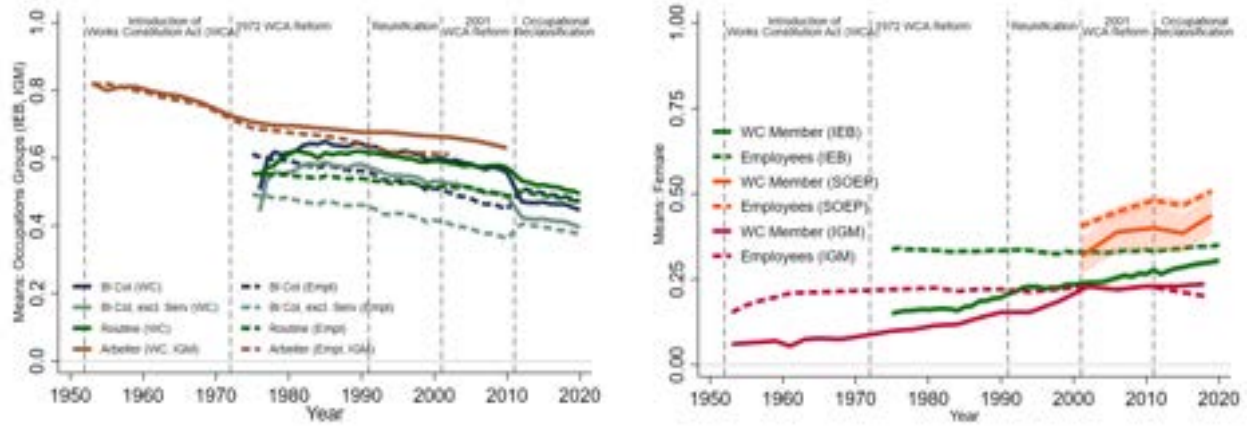 Introduction of
Works Constitution Act (WCA)
1972 WCA Reform
Reunification
2001
WCA Reform
Occupational
Reclassification
Means: Occupations Groups (IEB, IGM)
1.0
0.8
0.6
0.4
0.2
0.0
Bl Col (WC)
Bl Col, excl. Serv (WC)
Routine (WC)
Arbeiter (WC, IGM)
Bl Col (Empl)
Bl Col, excl. Serv (Empl)
Routine (Empl)
Arbeiter (Empl, IGM)
1950 1960 1970 1980 1990 2000 2010 2020
Year
Introduction of
Works Constitution Act (WCA)
1972 WCA Reform
Reunification
2001
WCA Reform
Occupational
Reclassification
Means: Female
1.00
0.75
0.50
0.25
0.00
WC Member (IEB)
Employees (IEB)
WC Member (SOEP)
Employees (SOEP)
WC Member (IGM)
Employees (IGM)
1950 1960 1970 1980 1990 2000 2010 2020
Year